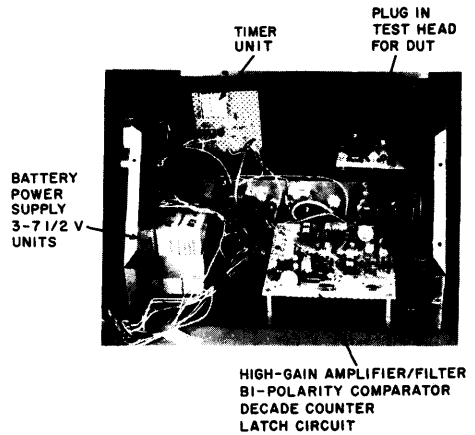 TIMER
UNIT
PLUG IN
TEST HEAD
FOR DUT
BATTERY
POWER
SUPPLY
3-7 1/2 V
UNITS
HIGH-GAIN AMPLIFIER/FILTER
BI-POLARITY COMPARATOR
DECADE COUNTER
LATCH CIRCUIT